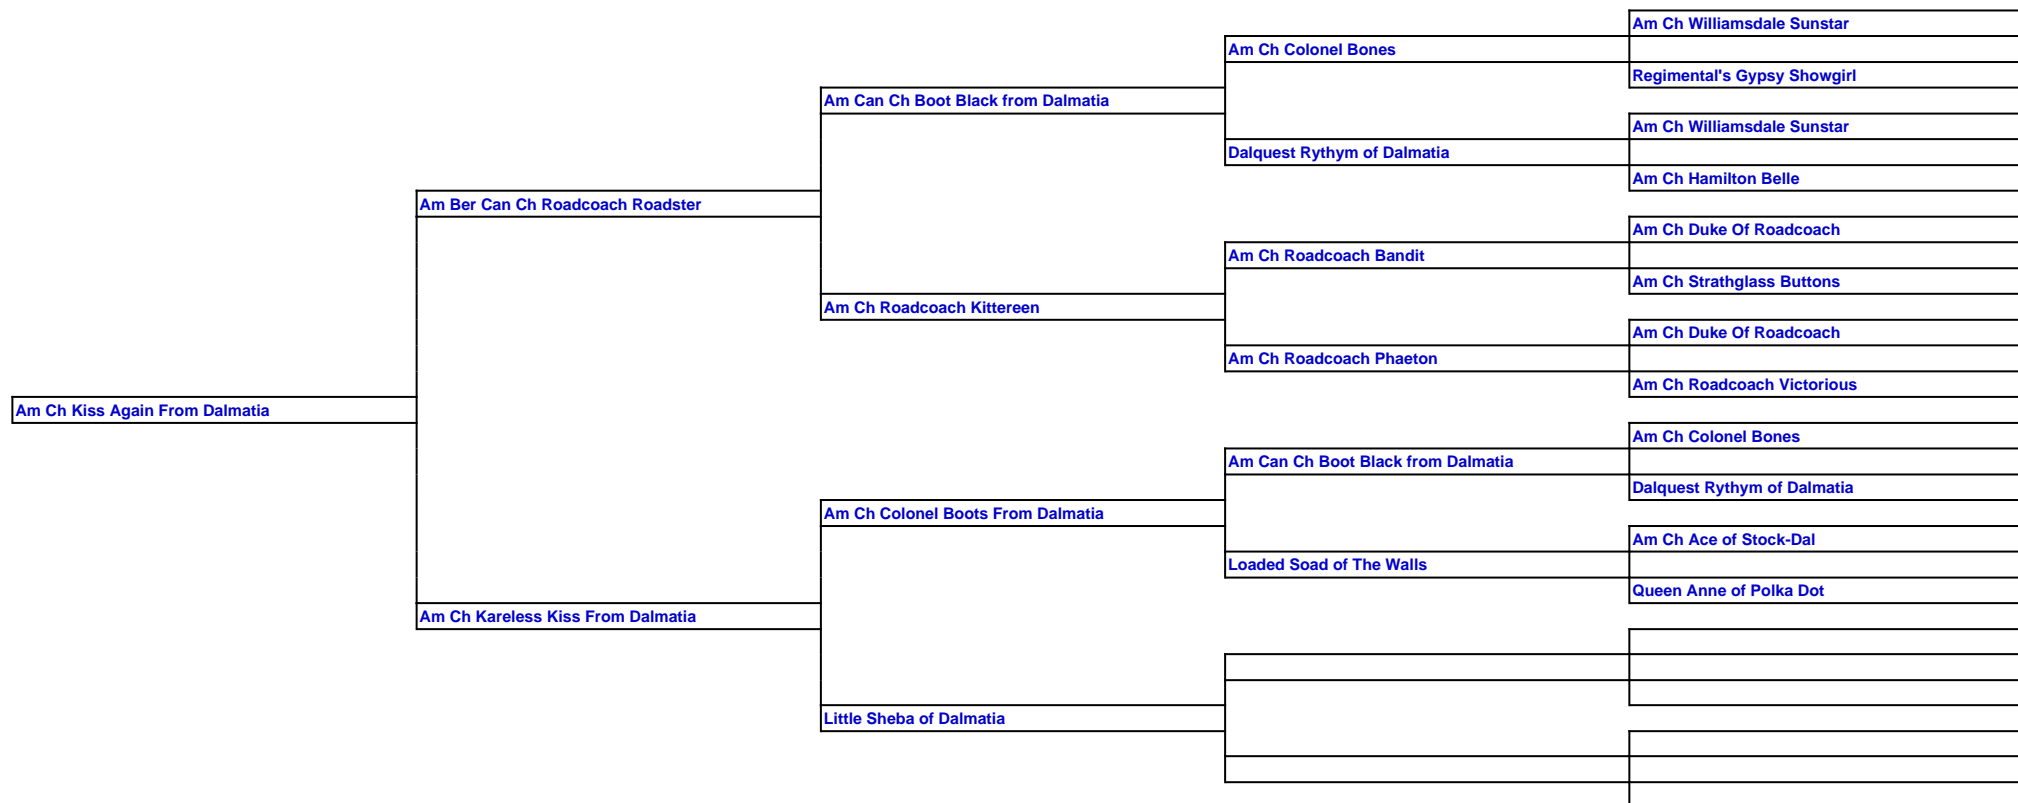 Am Ch Williamsdale Sunstar
Am Ch Colonel Bones
Regimental's Gypsy Showgirl
Am Can Ch Boot Black from Dalmatia
Am Ch Williamsdale Sunstar
Dalquest Rythym of Dalmatia
Am Ch Hamilton Belle
Am Ber Can Ch Roadcoach Roadster
Am Ch Duke Of Roadcoach
Am Ch Roadcoach Bandit
Am Ch Strathglass Buttons
Am Ch Roadcoach Kittereen
Am Ch Duke Of Roadcoach
Am Ch Roadcoach Phaeton
Am Ch Roadcoach Victorious
Am Ch Kiss Again From Dalmatia
Am Ch Colonel Bones
Am Can Ch Boot Black from Dalmatia
Dalquest Rythym of Dalmatia
Am Ch Colonel Boots From Dalmatia
Am Ch Ace of Stock-Dal
Loaded Soad of The Walls
Queen Anne of Polka Dot
Am Ch Kareless Kiss From Dalmatia
Little Sheba of Dalmatia